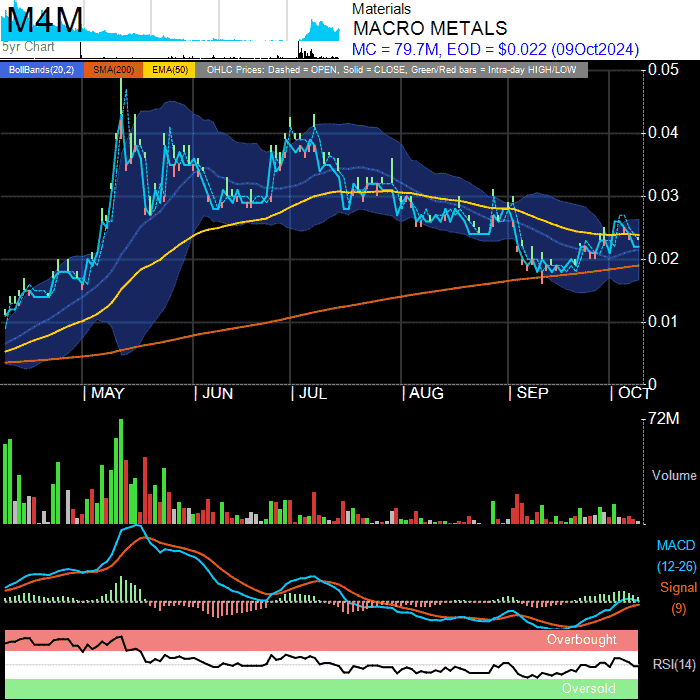 M4M
5yr Chart
Materials
MACRO METALS
MC = 79.7M, EOD = $0.022 (09Oct2024)
BollBands(20,2) SMA(200) EMA(50) OHLC Prices: Dashed = OPEN, Solid = CLOSE, Green/Red bars = Intra-day HIGH/LOW
0.05
0.04
0.03
0.02
0.01
0
MAY JUN JUL AUG SEP OCT
72M
Volume
MACD
(12-26)
Signal
(9)
Overbought
RSI(14)
Oversold